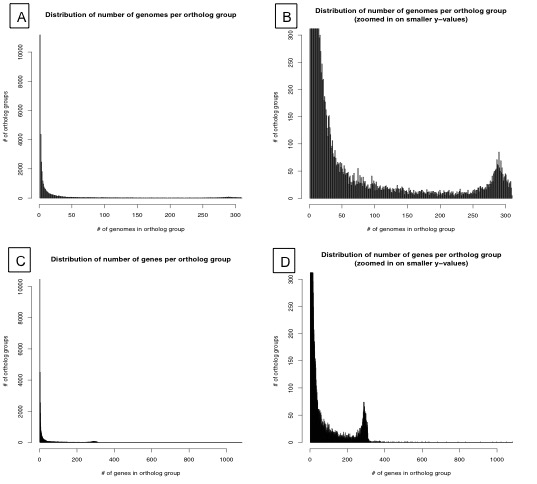 A
Distribution of number of genomes per ortholog group
# of ortholog groups
10000
8000
6000
4000
2000
0
0 50 100 150 200 250 300
# of genomes in ortholog group
B
Distribution of number of genomes per ortholog group
(zoomed in on smaller y−values)
# of ortholog groups
300
250
200
150
100
50
0
0 50 100 150 200 250 300
# of genomes in ortholog group
C
Distribution of number of genes per ortholog group
# of ortholog groups
10000
8000
6000
4000
2000
0
0 200 400 600 800 1000
# of genes in ortholog group
D
Distribution of number of genes per ortholog group
(zoomed in on smaller y−values)
# of ortholog groups
300
250
200
150
100
50
0
0 200 400 600 800 1000
# of genes in ortholog group